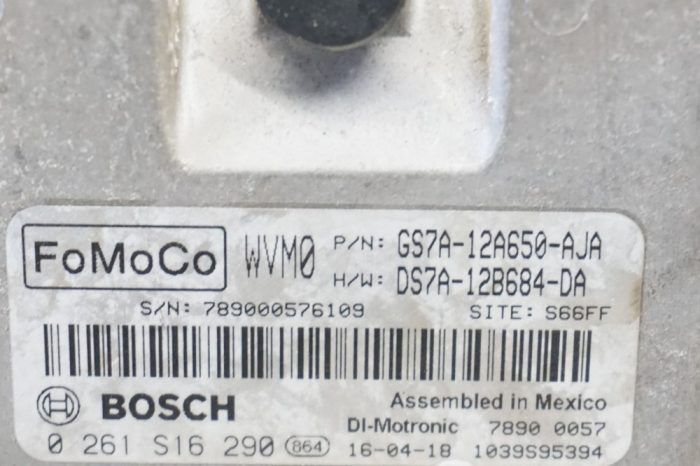 FoMoCo WVM0 P/N: GS7A-12A650-AJA
H/W: DS7A-12B684-DA
S/N: 789000576109 SITE: S66FF
BOSCH Assembled in Mexico
DI-Motronic 7890 0057
0 261 S16 290 864 16-04-18 1039S95394